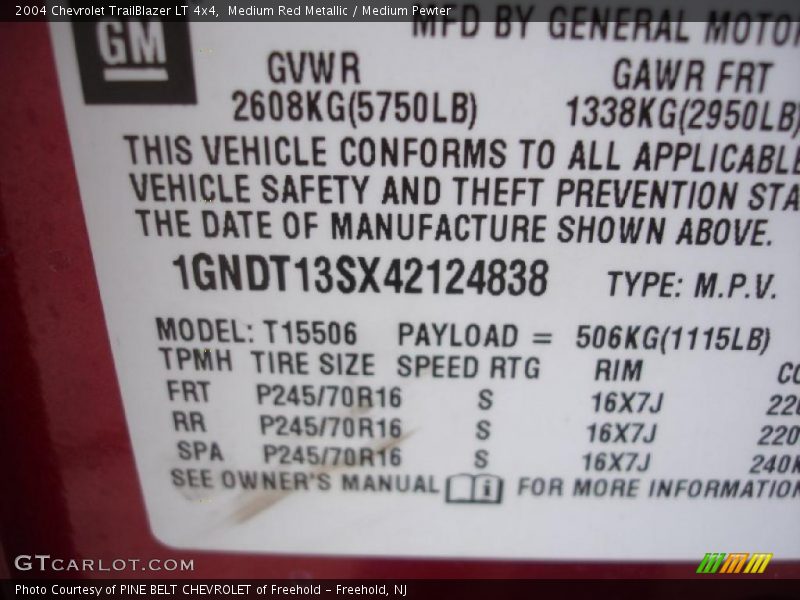 2004 Chevrolet TrailBlazer LT 4x4, Medium Red Metallic / Medium Pewter
MFD BY GENERAL MOTO
GM
GVWR GAWR FRT
2608KG(5750LB) 1338KG(2950LB)
THIS VEHICLE CONFORMS TO ALL APPLICABLE
VEHICLE SAFETY AND THEFT PREVENTION STA
THE DATE OF MANUFACTURE SHOWN ABOVE.
1GNDT13SX42124838 TYPE: M.P.V.
MODEL: T15506 PAYLOAD = 506KG(1115LB)
TPMH TIRE SIZE SPEED RTG RIM CO
FRT P245/70R16 S 16X7J 220
RR P245/70R16 S 16X7J 220
SPA P245/70R16 S 16X7J 240K
SEE OWNER'S MANUAL i FOR MORE INFORMATION
GTCARLOT.COM
Photo Courtesy of PINE BELT CHEVROLET of Freehold - Freehold, NJ